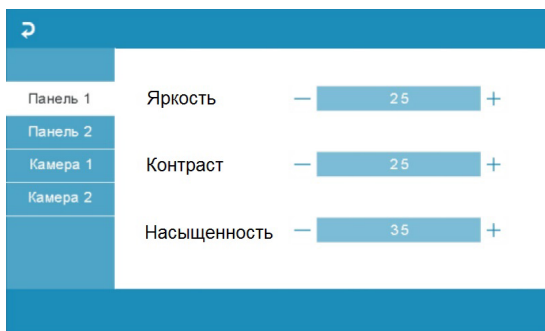 Панель 1
Панель 2
Камера 1
Камера 2
Яркость — 25 +
Контраст — 25 +
Насыщенность — 35 +